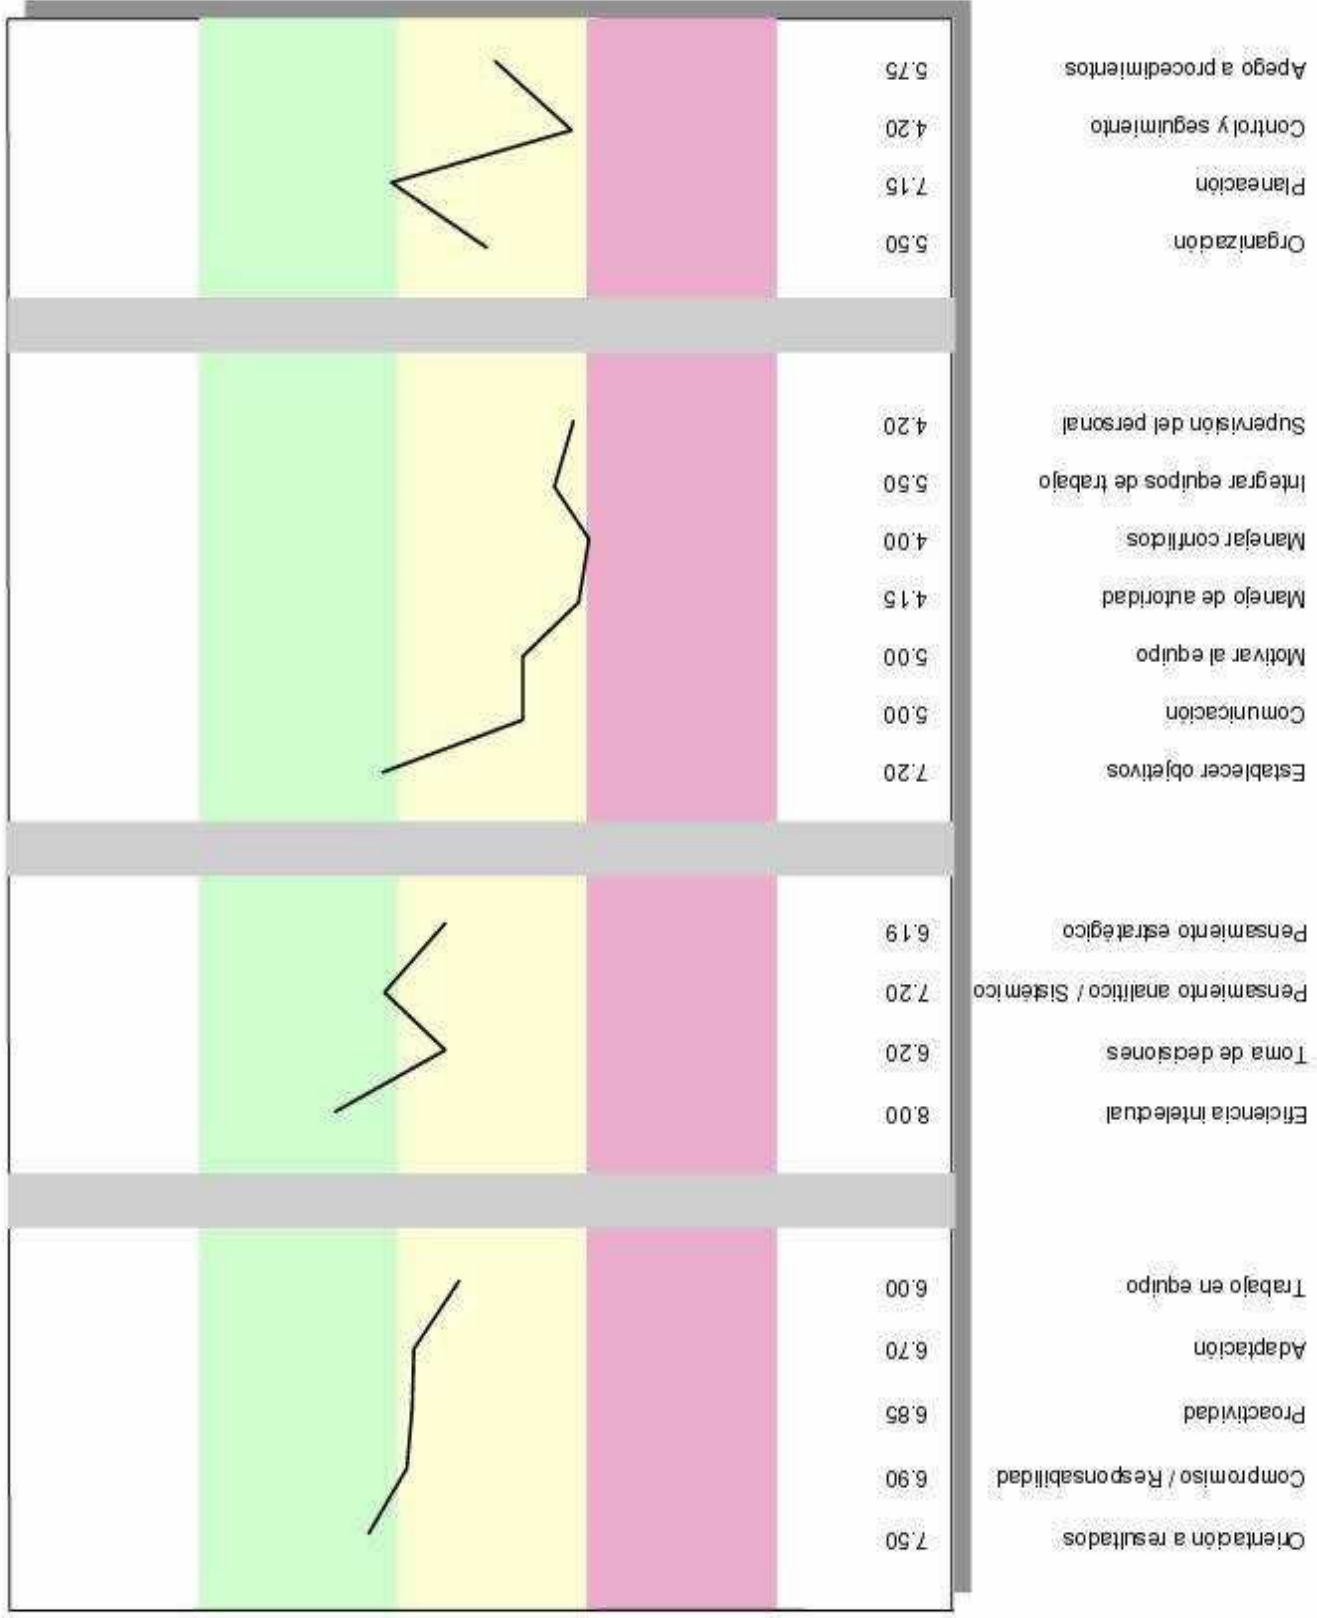 Orientación a resultados 7.50
Compromiso / Responsabilidad 6.90
Proactividad 6.85
Adaptación 6.70
Trabajo en equipo 6.00
Eficiencia intelectual 8.00
Toma de decisiones 6.20
Pensamiento analítico / Sistémico 7.20
Pensamiento estratégico 6.19
Establecer objetivos 7.20
Comunicación 5.00
Motivar al equipo 5.00
Manejo de autoridad 4.15
Manejar conflictos 4.00
Integrar equipos de trabajo 5.50
Supervisión del personal 4.20
Organización 5.50
Planeación 7.15
Control y seguimiento 4.20
Apego a procedimientos 5.75